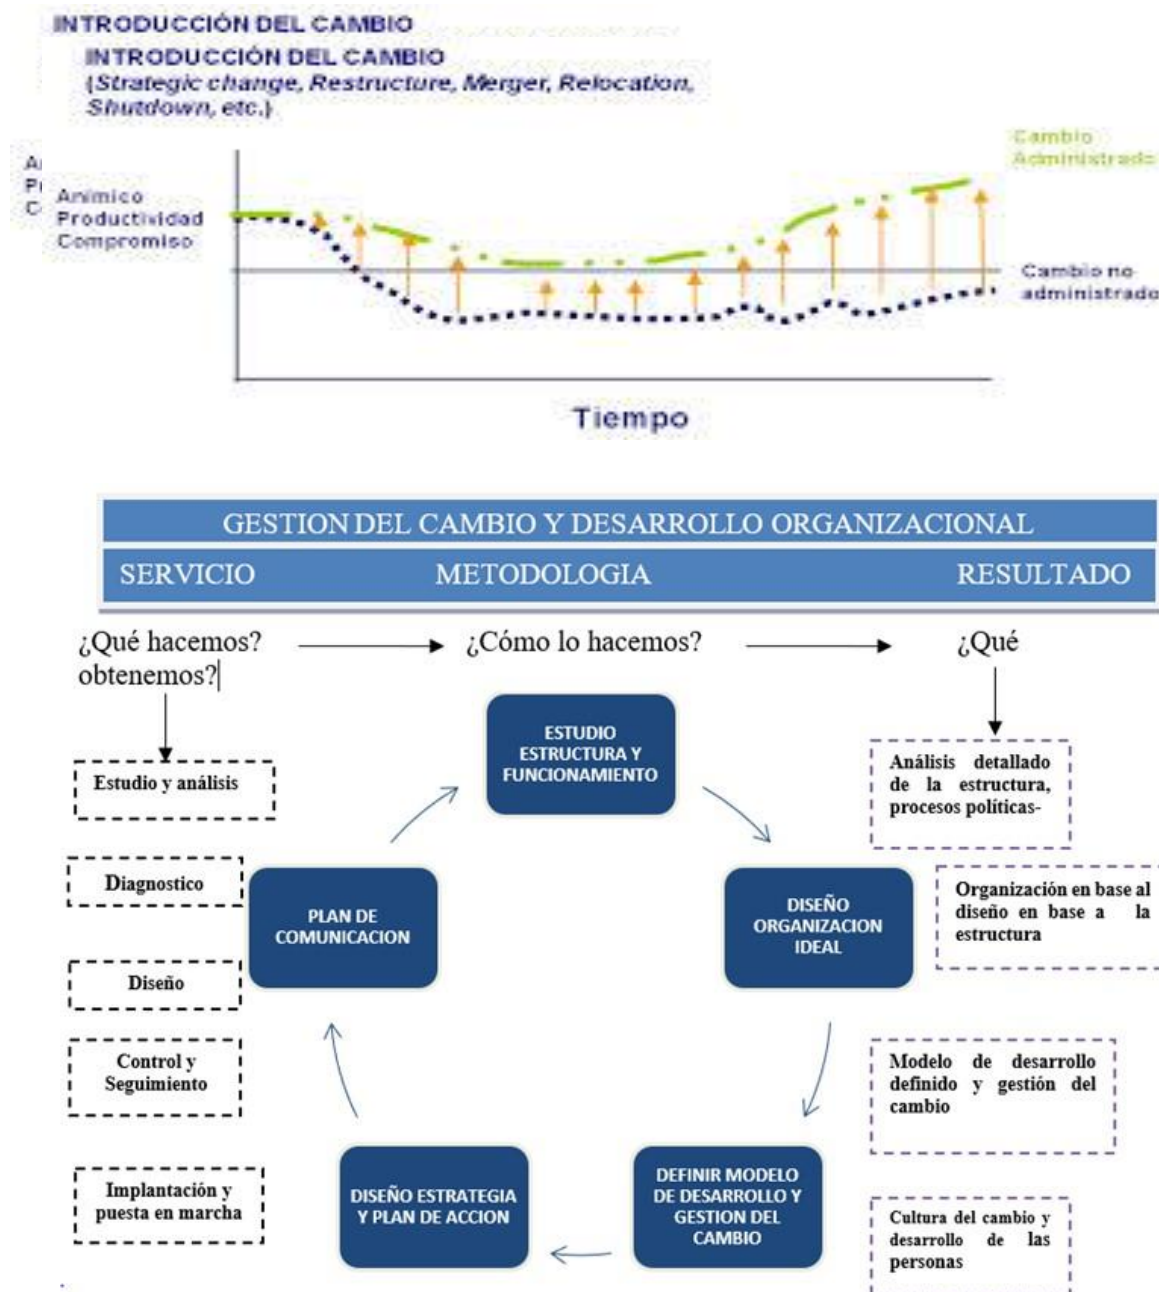 INTRODUCCIÓN DEL CAMBIO
INTRODUCCIÓN DEL CAMBIO
(Strategic change, Restructure, Merger, Relocation,
Shutdown, etc.)
Cambio
Administrado
Anímico
Productividad
Compromiso
Cambio no
administrado
Tiempo
GESTION DEL CAMBIO Y DESARROLLO ORGANIZACIONAL
SERVICIO METODOLOGIA RESULTADO
¿Qué hacemos? ¿Cómo lo hacemos? ¿Qué
obtenemos?
ESTUDIO
ESTRUCTURA Y
FUNCIONAMIENTO
Estudio y análisis
Análisis detallado
de la estructura,
procesos políticas-
Diagnostico
PLAN DE
COMUNICACION
DISEÑO
ORGANIZACION
IDEAL
Organización en base al
diseño en base a la
estructura
Diseño
Control y
Seguimiento
Modelo de desarrollo
definido y gestión del
cambio
Implantación y
puesta en marcha
DISEÑO ESTRATEGIA
Y PLAN DE ACCION
DEFINIR MODELO
DE DESARROLLO Y
GESTION DEL
CAMBIO
Cultura del cambio y
desarrollo de las
personas